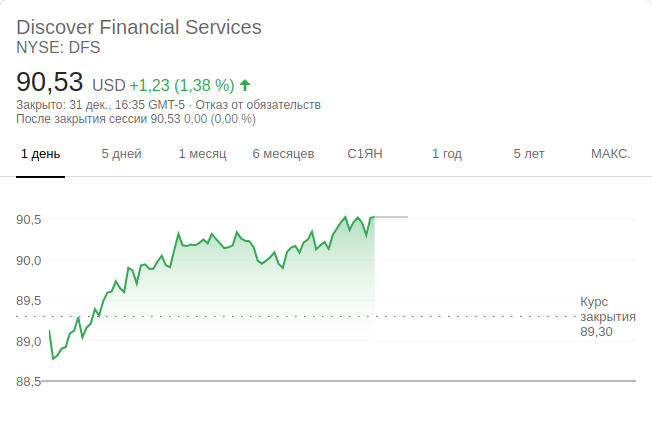 Discover Financial Services
NYSE: DFS
90,53 USD +1,23 (1,38 %)
Закрыто: 31 дек., 16:35 GMT-5 · Отказ от обязательств
После закрытия сессии 90,53 0,00 (0,00 %)
1 день 5 дней 1 месяц 6 месяцев С1ЯН 1 год 5 лет МАКС.
90,5
90,0
89,5
89,0
88,5
Курс
закрытия
89,30